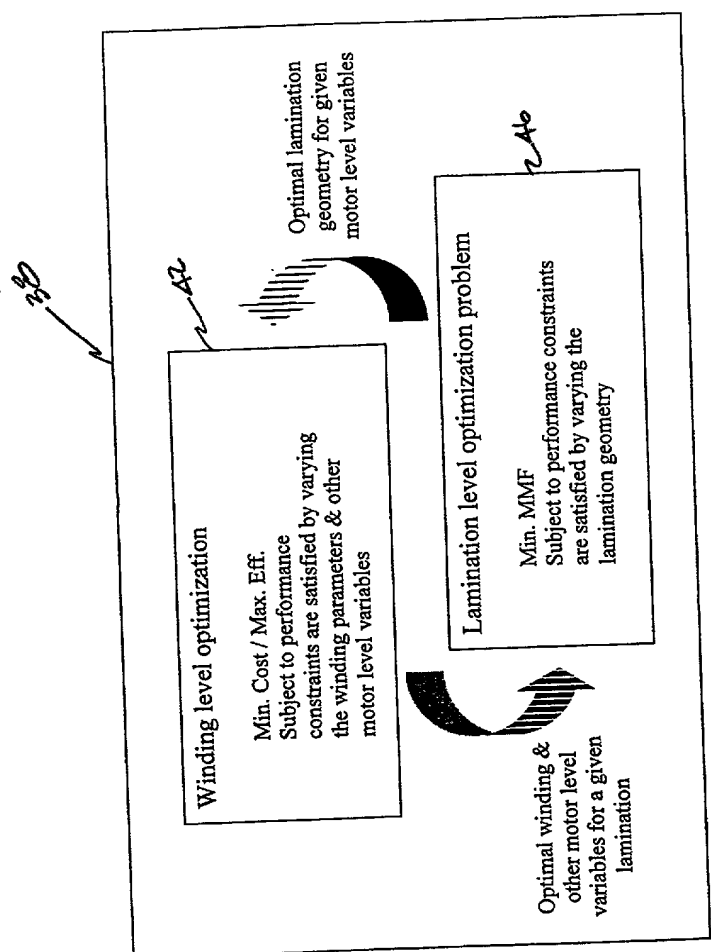 38
42
Winding level optimization
Min. Cost / Max. Eff.
Subject to performance
constraints are satisfied by varying
the winding parameters & other
motor level variables
Optimal lamination
geometry for given
motor level variables
Optimal winding &
other motor level
variables for a given
lamination
46
Lamination level optimization problem
Min. MMF
Subject to performance constraints
are satisfied by varying the
lamination geometry